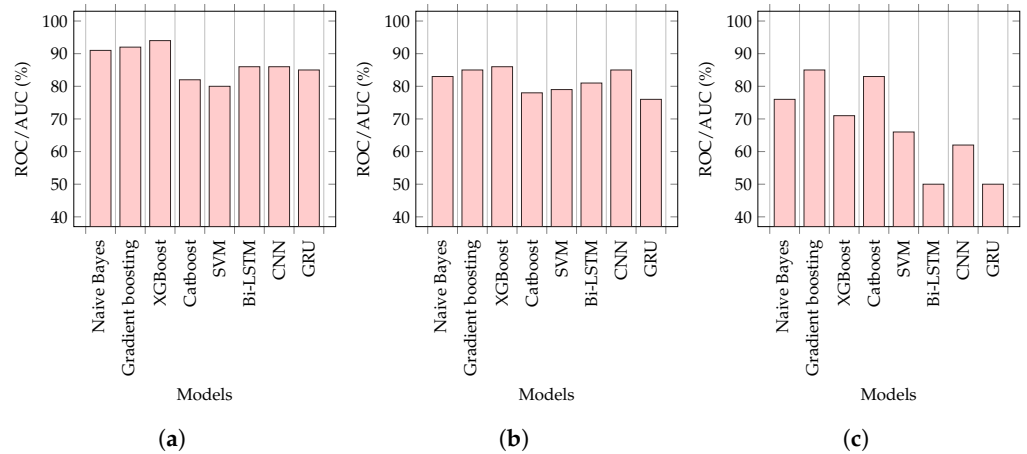 ROC/AUC (%)
100
90
80
70
60
50
40
Naive Bayes
Gradient boosting
XGBoost
Catboost
SVM
Bi-LSTM
CNN
GRU
Models
(a)
ROC/AUC (%)
100
90
80
70
60
50
40
Naive Bayes
Gradient boosting
XGBoost
Catboost
SVM
Bi-LSTM
CNN
GRU
Models
(b)
ROC/AUC (%)
100
90
80
70
60
50
40
Naive Bayes
Gradient boosting
XGBoost
Catboost
SVM
Bi-LSTM
CNN
GRU
Models
(c)